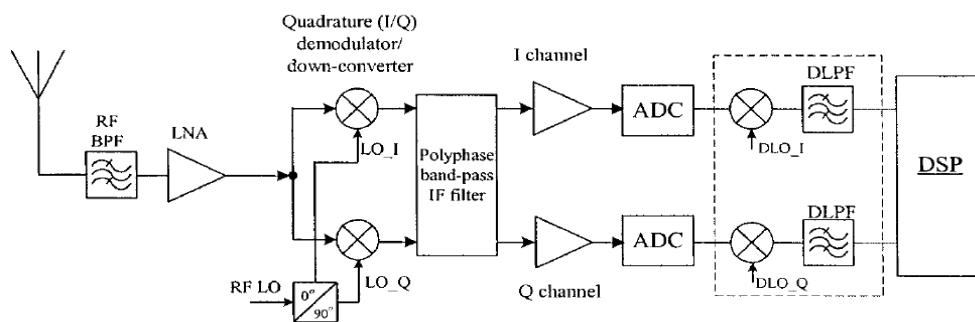 Quadrature (I/Q)
demodulator/
down-converter
I channel
DLPF
RF
BPF
LNA
ADC
LO_I
DLO_I
Polyphase
band-pass
IF filter
DSP
DLPF
ADC
RF LO
0°
90°
LO_Q
Q channel
DLO_Q